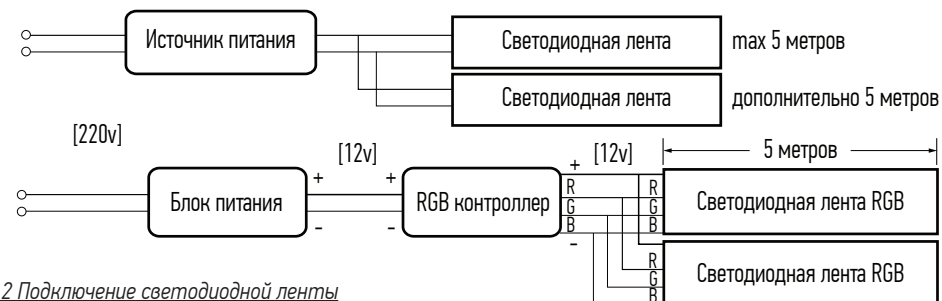 Источник питания
Светодиодная лента
max 5 метров
Светодиодная лента
дополнительно 5 метров
[220v]
[12v]
[12v]
5 метров
Блок питания
+
-
+
-
RGB контроллер
+
R
G
B
-
R
G
B
Светодиодная лента RGB
R
G
B
Светодиодная лента RGB
2 Подключение светодиодной ленты